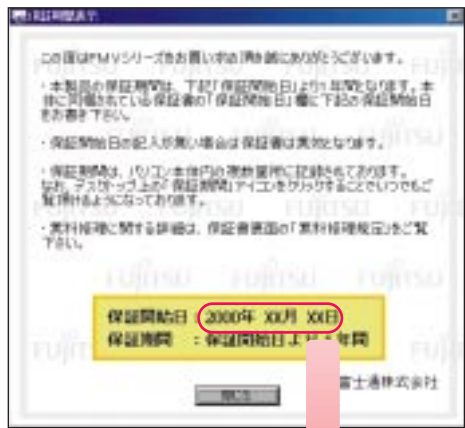 保証期間表示
この度はFMVシリーズをお買い求め頂き誠にありがとうございます。
・本製品の保証期間は、下記「保証開始日」より1年間となります。本
体に同梱されている保証書の「保証開始日」欄に下記の保証開始日
をお書き下さい。
・保証開始日の記入が無い場合は保証書は無効となります。
・保証期間は、パソコン本体内の複数箇所に記録されております。
なお、デスクトップ上の「保証期間」アイコンをクリックすることでいつでもご
覧頂けるようになっております。
・無料修理に関する詳細は、保証書裏面の「無料修理規定」をご覧
下さい。
保証開始日：2000年 XX月 XX日
保証期間 ：保証開始日より1年間
富士通株式会社
閉じる
FUJITSU